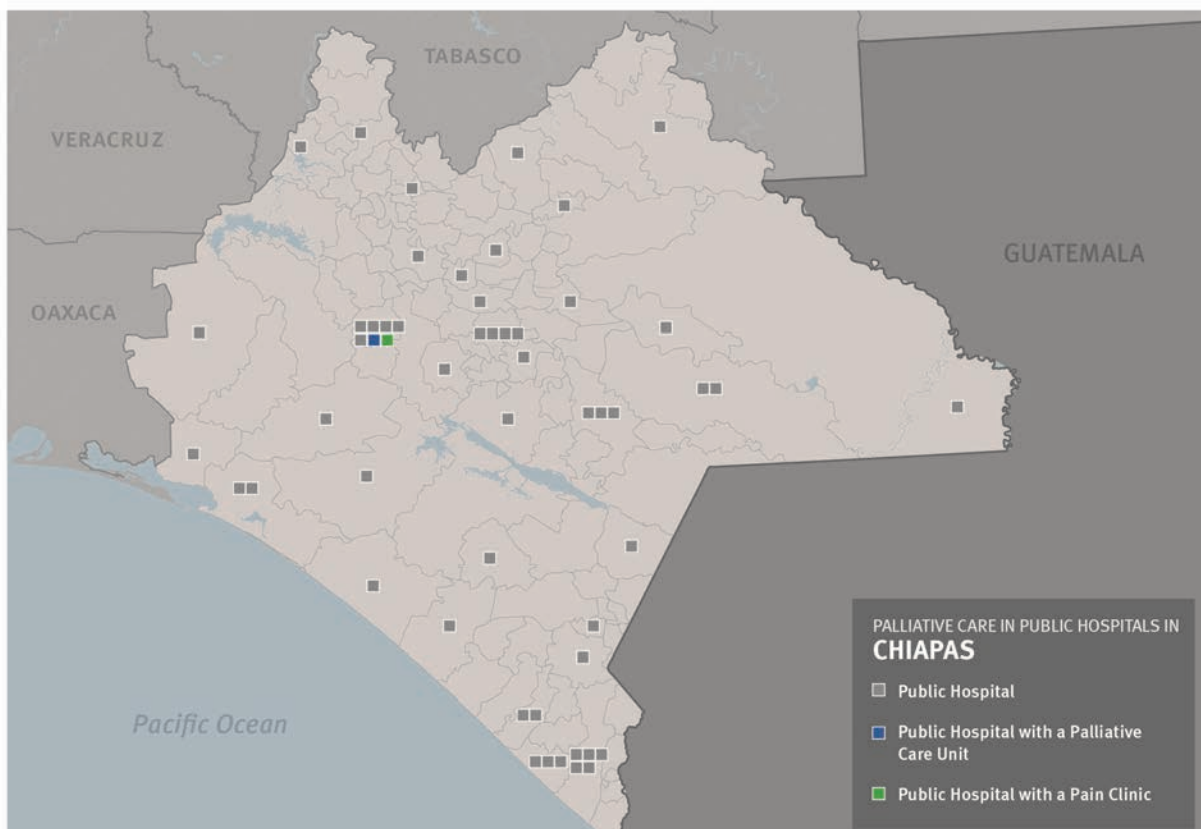 TABASCO
VERACRUZ
GUATEMALA
OAXACA
Pacific Ocean
PALLIATIVE CARE IN PUBLIC HOSPITALS IN
CHIAPAS
Public Hospital
Public Hospital with a Palliative
Care Unit
Public Hospital with a Pain Clinic